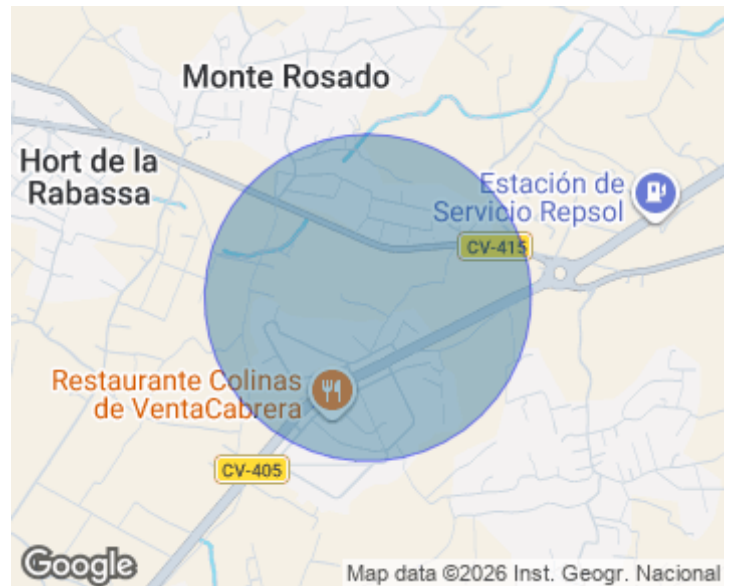 Monte Rosado
Hort de la
Rabassa
Estación de
Servicio Repsol
CV-415
Restaurante Colinas
de VentaCabrera
CV-405
Google
Map data ©2026 Inst. Geogr. Nacional